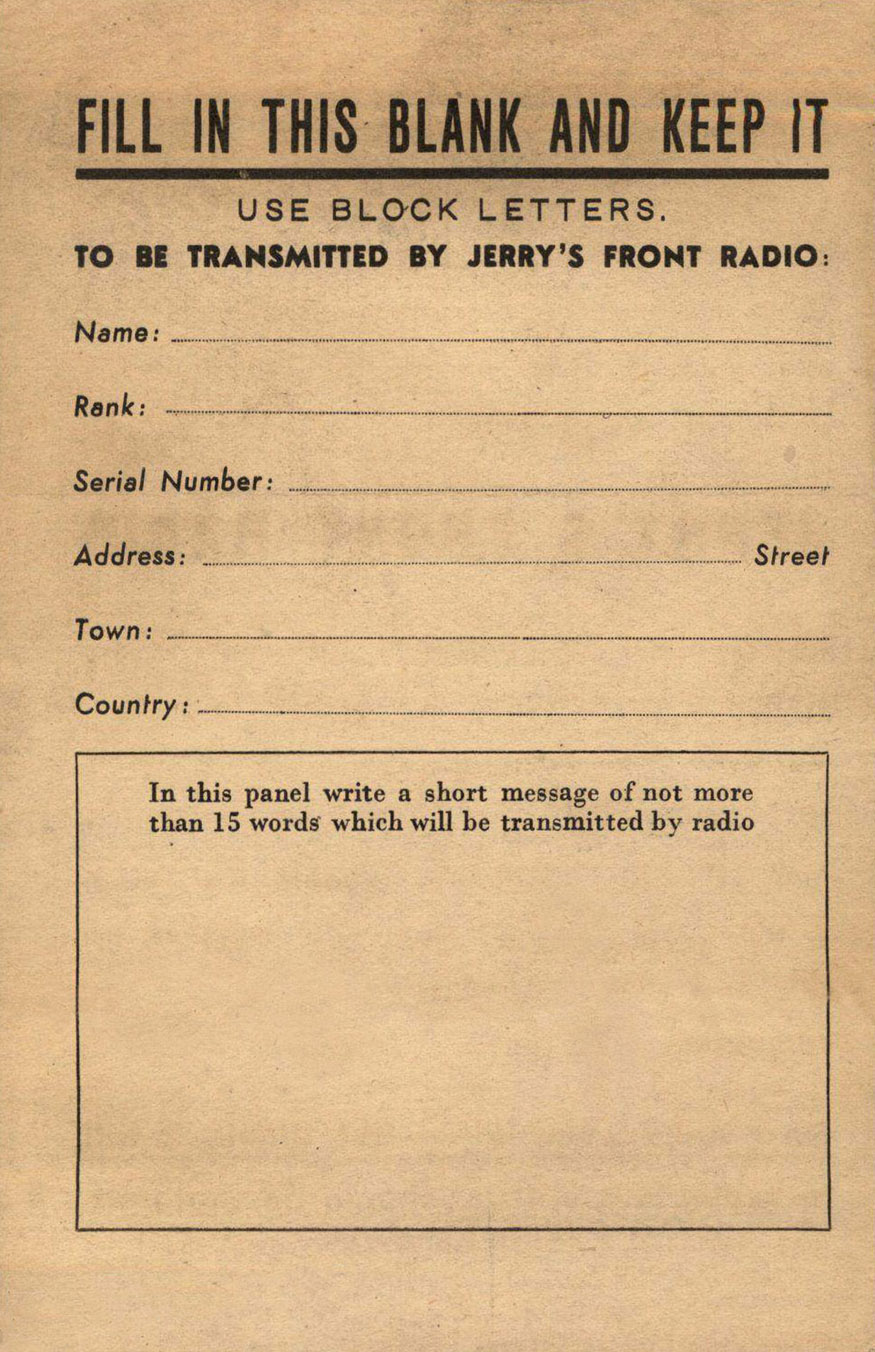 FILL IN THIS BLANK AND KEEP IT
USE BLOCK LETTERS.
TO BE TRANSMITTED BY JERRY'S FRONT RADIO:
Name:
Rank:
Serial Number:
Address: Street
Town:
Country:
In this panel write a short message of not more
than 15 words which will be transmitted by radio